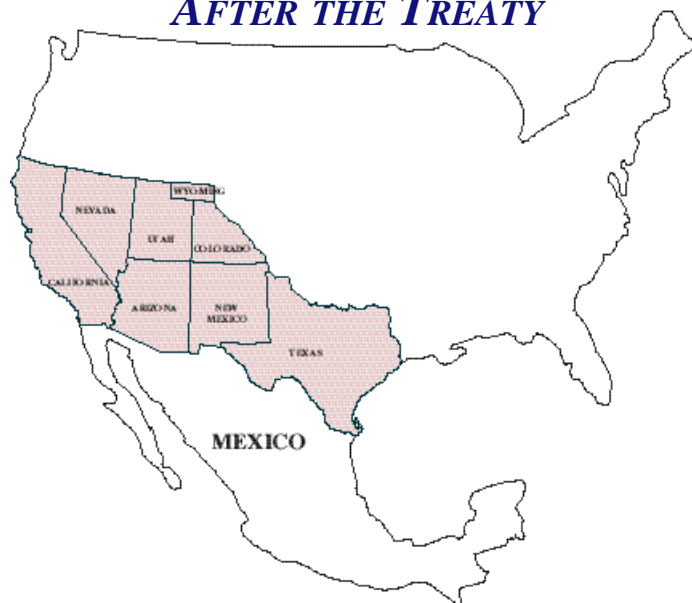 AFTER THE TREATY
WYOMING
NEVADA
UTAH
COLORADO
CALIFORNIA
ARIZONA
NEW
MEXICO
TEXAS
MEXICO